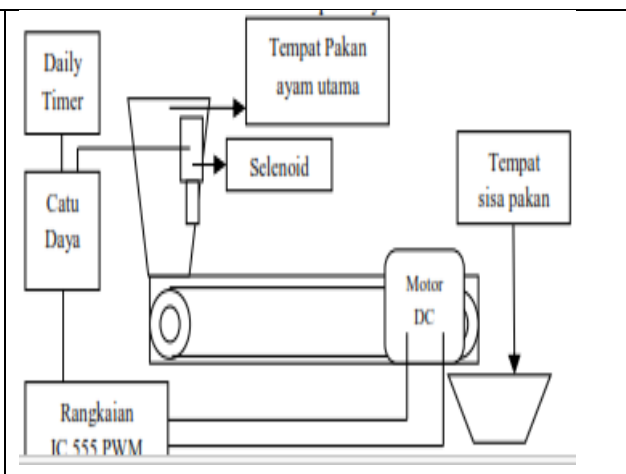 Daily
Timer
Tempat Pakan
ayam utama
Selenoid
Catu
Daya
Tempat
sisa pakan
Motor
DC
Rangkaian
IC 555 PWM